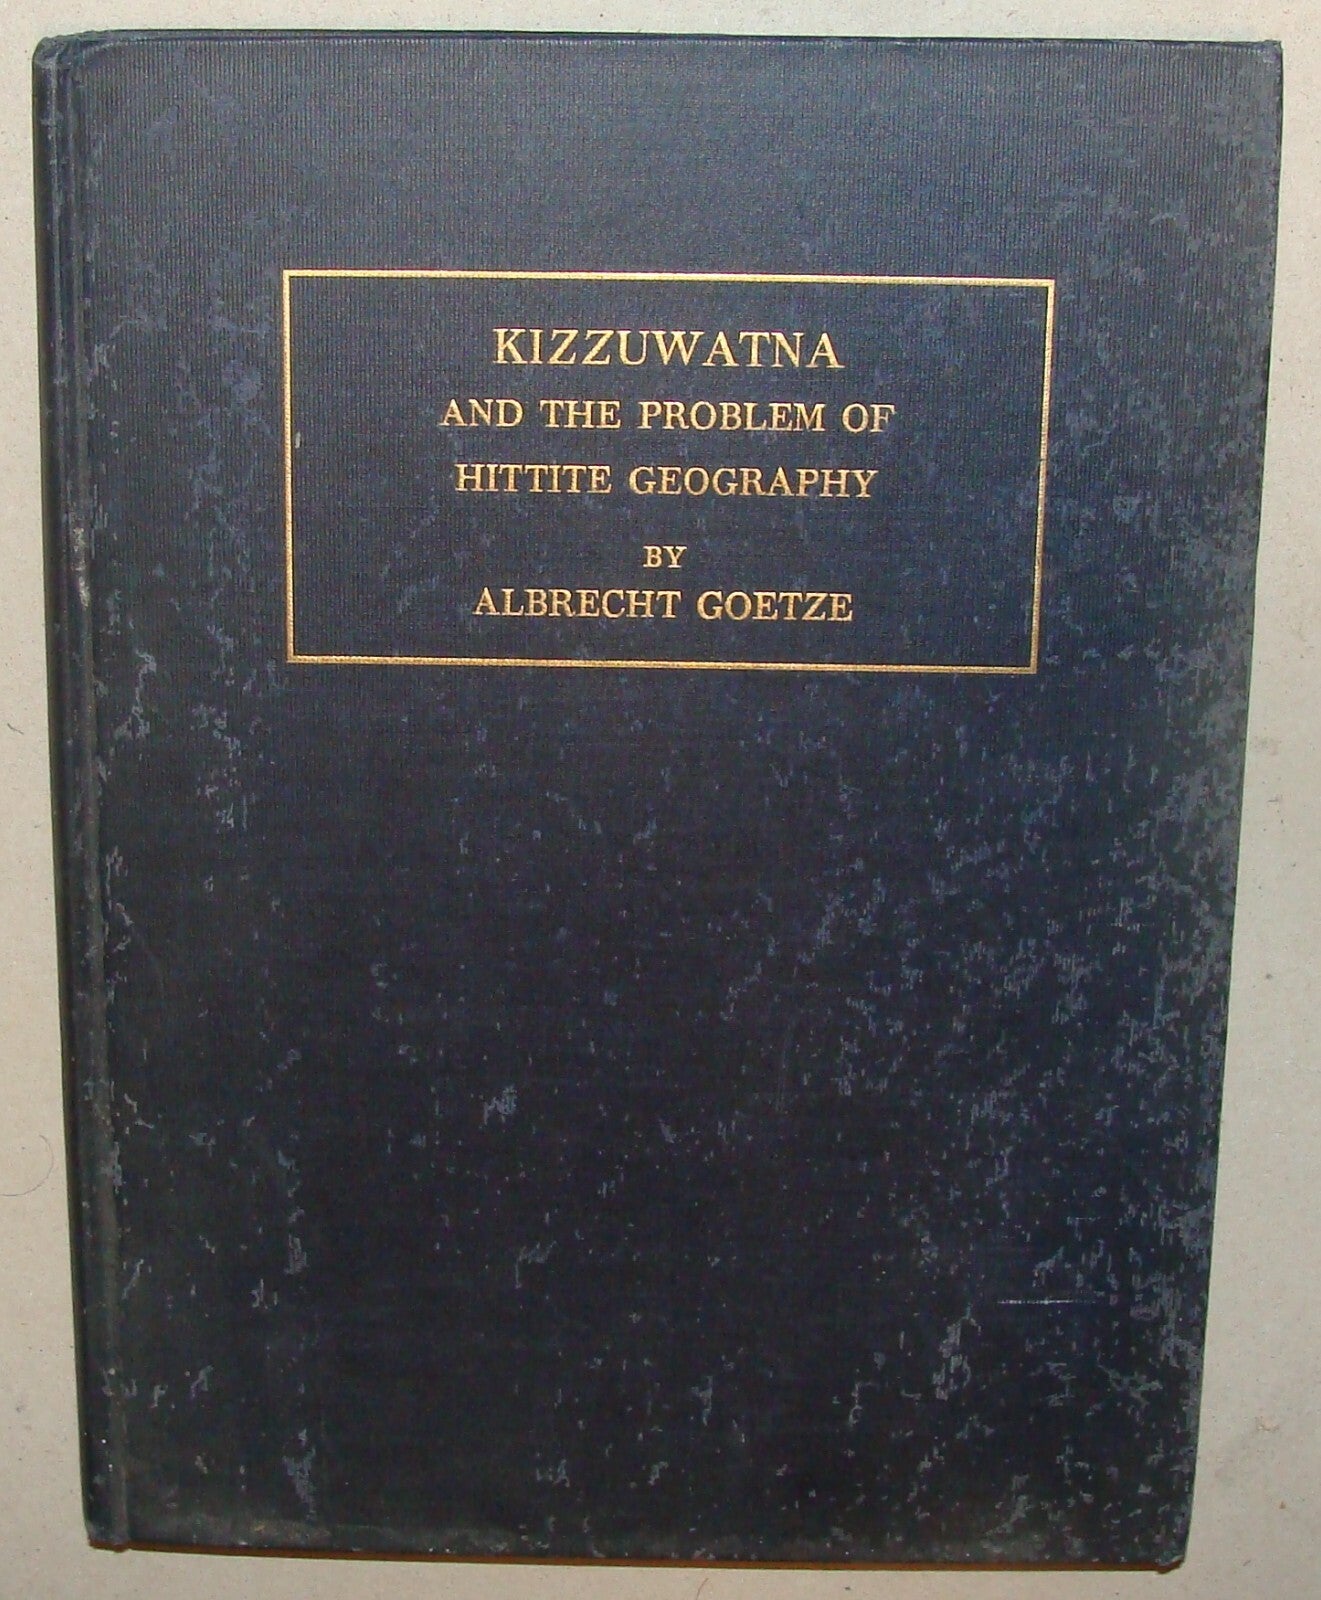 KIZZUWATNA
AND THE PROBLEM OF
HITTITE GEOGRAPHY
BY
ALBRECHT GOETZE